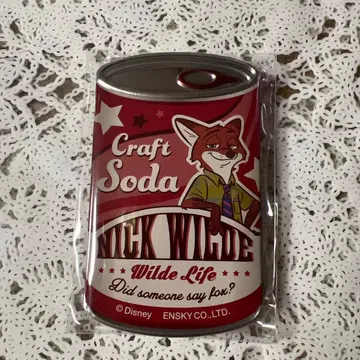 Craft
Soda
NICK WILDE
Wilde Life
Did someone say fox?
© Disney ENSKY CO., LTD.